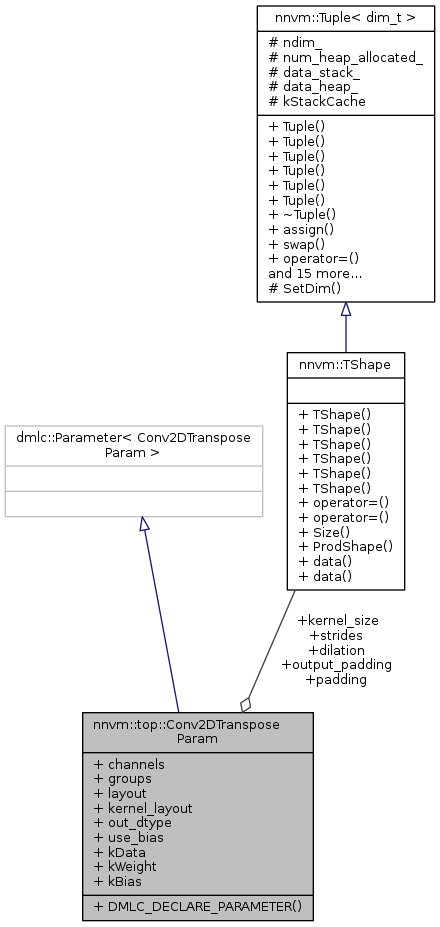 nnvm::Tuple< dim_t >
# ndim_
# num_heap_allocated_
# data_stack_
# data_heap_
# kStackCache
+ Tuple()
+ Tuple()
+ Tuple()
+ Tuple()
+ Tuple()
+ Tuple()
+ ~Tuple()
+ assign()
+ swap()
+ operator=()
and 15 more...
# SetDim()
nnvm::TShape
+ TShape()
+ TShape()
+ TShape()
+ TShape()
+ TShape()
+ TShape()
+ operator=()
+ operator=()
+ Size()
+ ProdShape()
+ data()
+ data()
dmlc::Parameter< Conv2DTranspose
Param >
+kernel_size
+strides
+dilation
+output_padding
+padding
nnvm::top::Conv2DTranspose
Param
+ channels
+ groups
+ layout
+ kernel_layout
+ out_dtype
+ use_bias
+ kData
+ kWeight
+ kBias
+ DMLC_DECLARE_PARAMETER()